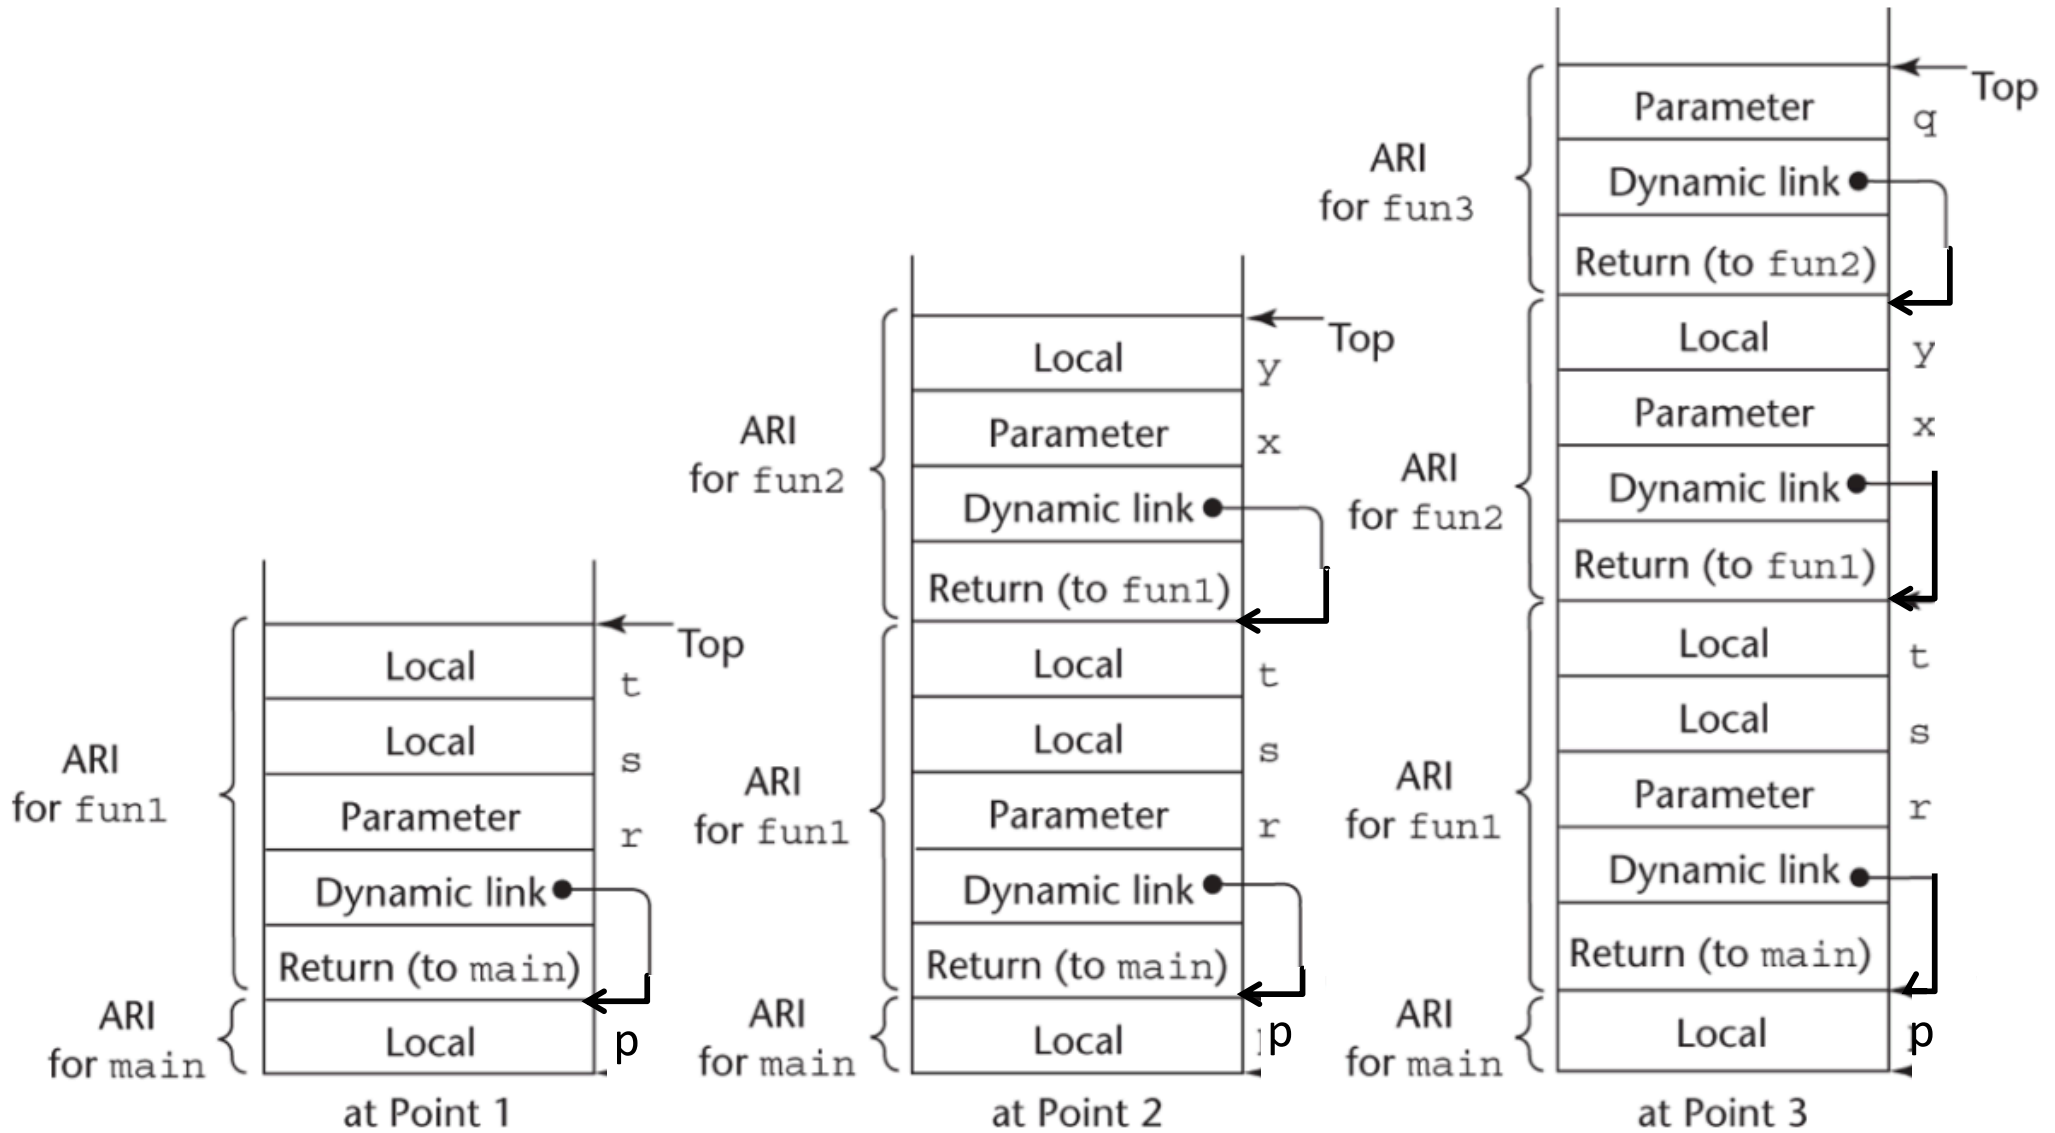 Local
t
Local
s
Parameter
r
Dynamic link
Return (to main)
Local
p
Top
ARI
for fun1
ARI
for main
at Point 1
Local
y
Parameter
x
Dynamic link
Return (to fun1)
Local
t
Local
s
Parameter
r
Dynamic link
Return (to main)
Local
p
Top
ARI
for fun2
ARI
for fun1
ARI
for main
at Point 2
Parameter
q
Dynamic link
Return (to fun2)
Local
y
Parameter
x
Dynamic link
Return (to fun1)
Local
t
Local
s
Parameter
r
Dynamic link
Return (to main)
Local
p
Top
ARI
for fun3
ARI
for fun2
ARI
for fun1
ARI
for main
at Point 3